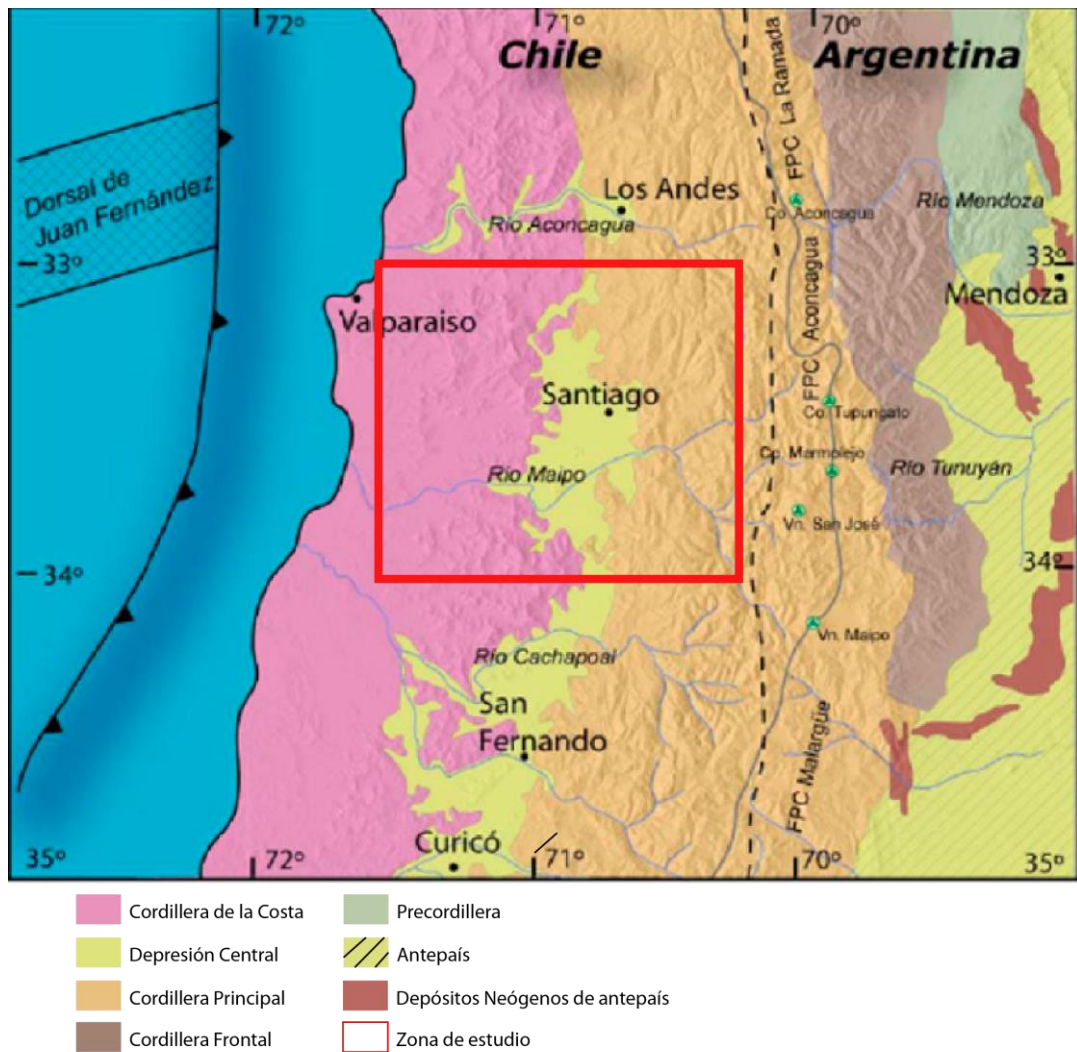 72°
71°
70°
Chile
Argentina
FPC La Ramada
Dorsal de
Juan Fernández
Los Andes
Río Aconcagua
Co. Aconcagua
Río Mendoza
33°
33°
Mendoza
FPC Aconcagua
Valparaiso
Santiago
Co. Tupungato
Co. Marmolejo
Río Maipo
Río Tunuyán
Vn. San José
34°
34°
Vn. Maipo
Río Cachapoal
San
Fernando
FPC Malargüe
Curicó
35°
72°
71°
70°
35°
Cordillera de la Costa
Precordillera
Depresión Central
Antepaís
Cordillera Principal
Depósitos Neógenos de antepaís
Cordillera Frontal
Zona de estudio